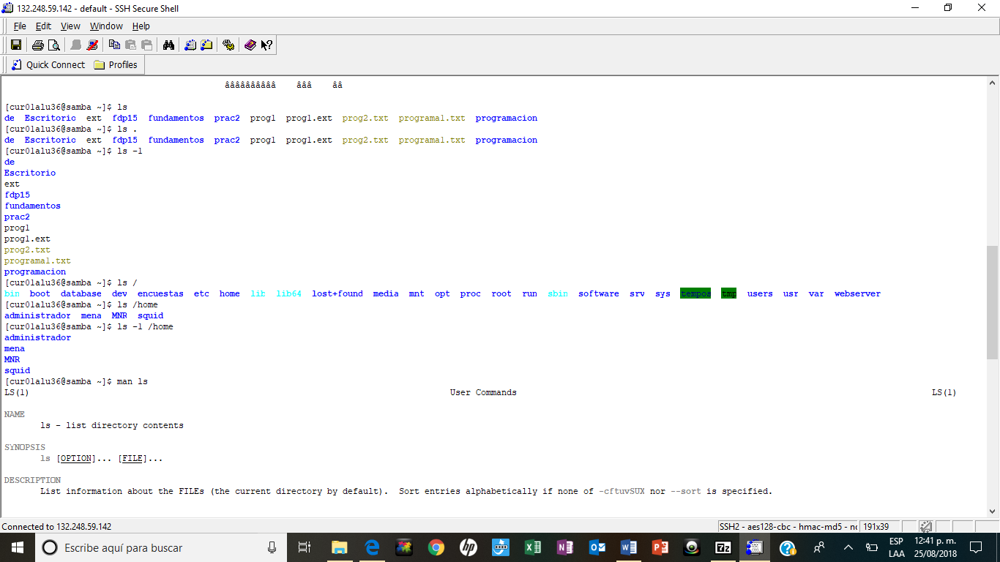 132.248.59.142 - default - SSH Secure Shell
File Edit View Window Help
Quick Connect Profiles
ââââââââââ âââ ââ
[cur01alu36@samba ~]$ ls
de Escritorio ext fdp15 fundamentos prac2 prog1 prog1.ext prog2.txt programa1.txt programacion
[cur01alu36@samba ~]$ ls .
de Escritorio ext fdp15 fundamentos prac2 prog1 prog1.ext prog2.txt programa1.txt programacion
[cur01alu36@samba ~]$ ls -1
de
Escritorio
ext
fdp15
fundamentos
prac2
prog1
prog1.ext
prog2.txt
programa1.txt
programacion
[cur01alu36@samba ~]$ ls /
bin boot database dev encuestas etc home lib lib64 lost+found media mnt opt proc root run sbin software srv sys tempos tmp users usr var webserver
[cur01alu36@samba ~]$ ls /home
administrador mena MNR squid
[cur01alu36@samba ~]$ ls -1 /home
administrador
mena
MNR
squid
[cur01alu36@samba ~]$ man ls
LS(1) User Commands LS(1)
NAME
ls - list directory contents
SYNOPSIS
ls [OPTION]... [FILE]...
DESCRIPTION
List information about the FILEs (the current directory by default). Sort entries alphabetically if none of -cftuvSUX nor --sort is specified.
Connected to 132.248.59.142
SSH2 - aes128-cbc - hmac-md5 - nc 191x39
Escribe aquí para buscar
ESP 12:41 p. m.
LAA 25/08/2018